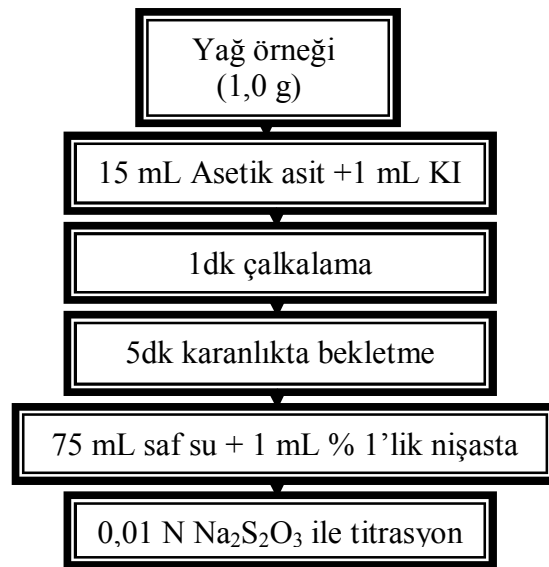 Yağ örneği
(1,0 g)
15 mL Asetik asit +1 mL KI
1dk çalkalama
5dk karanlıkta bekletme
75 mL saf su + 1 mL % 1’lik nişasta
0,01 N Na₂S₂O₃ ile titrasyon